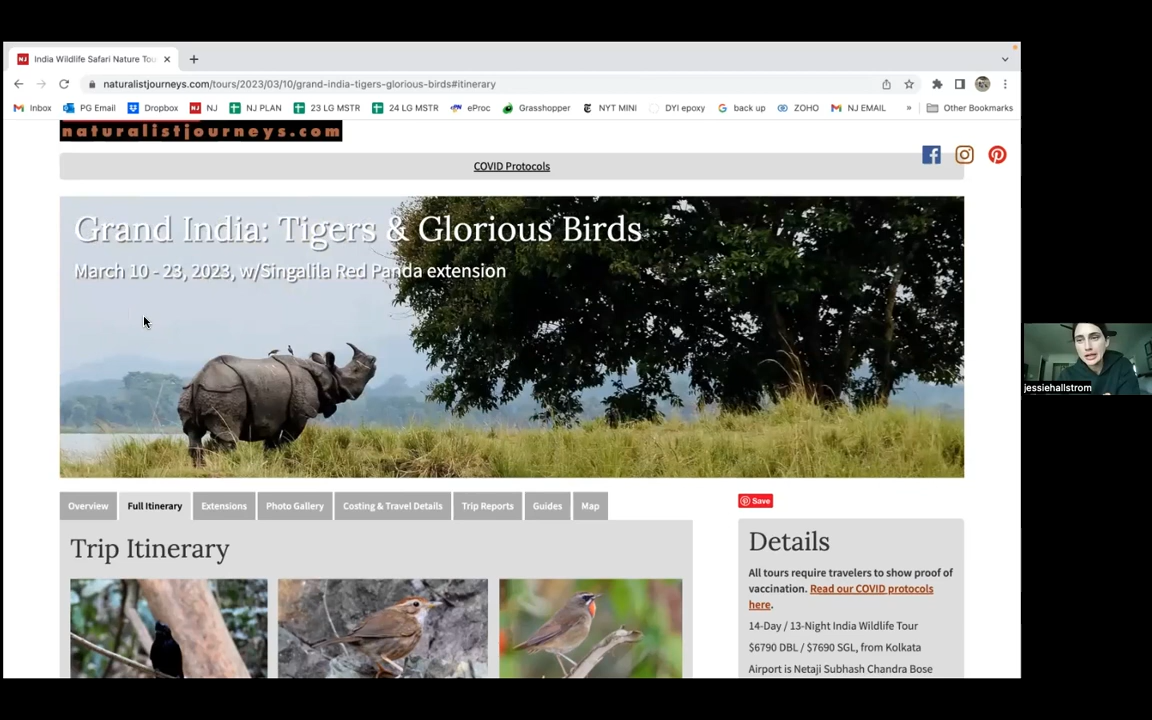 India Wildlife Safari Nature Tou
naturalistjourneys.com/tours/2023/03/10/grand-india-tigers-glorious-birds#itinerary
Inbox PG Email Dropbox NJ NJ PLAN 23 LG MSTR 24 LG MSTR eProc Grasshopper NYT MINI DYI epoxy back up ZOHO NJ EMAIL » Other Bookmarks
naturalistjourneys.com
COVID Protocols
Grand India: Tigers & Glorious Birds
March 10 - 23, 2023, w/Singalila Red Panda extension
jessiehallstrom
Overview Full Itinerary Extensions Photo Gallery Costing & Travel Details Trip Reports Guides Map
Save
Trip Itinerary
Details
All tours require travelers to show proof of
vaccination. Read our COVID protocols
here.
14-Day / 13-Night India Wildlife Tour
$6790 DBL / $7690 SGL, from Kolkata
Airport is Netaji Subhash Chandra Bose